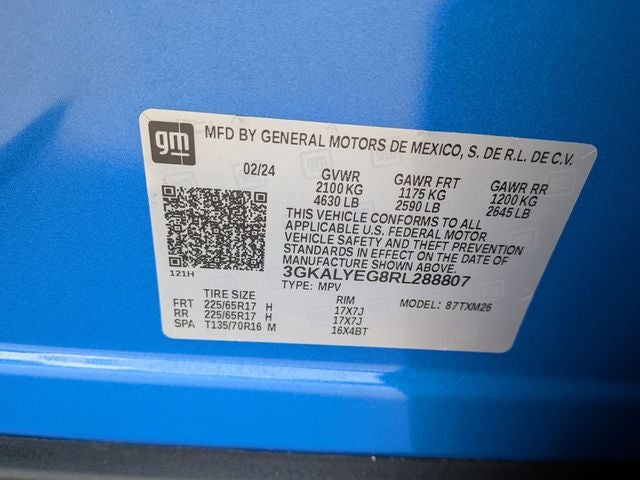 gm
MFD BY GENERAL MOTORS DE MEXICO, S. DE R.L. DE C.V.
02/24 GVWR GAWR FRT GAWR RR
2100 KG 1175 KG 1200 KG
4630 LB 2590 LB 2645 LB
THIS VEHICLE CONFORMS TO ALL
APPLICABLE U.S. FEDERAL MOTOR
VEHICLE SAFETY AND THEFT PREVENTION
STANDARDS IN EFFECT ON THE DATE OF
MANUFACTURE SHOWN ABOVE.
121H
3GKALYEG8RL288807
TYPE: MPV
TIRE SIZE RIM MODEL: 87TXM26
FRT 225/65R17 H 17X7J
RR 225/65R17 H 17X7J
SPA T135/70R16 M 16X4BT